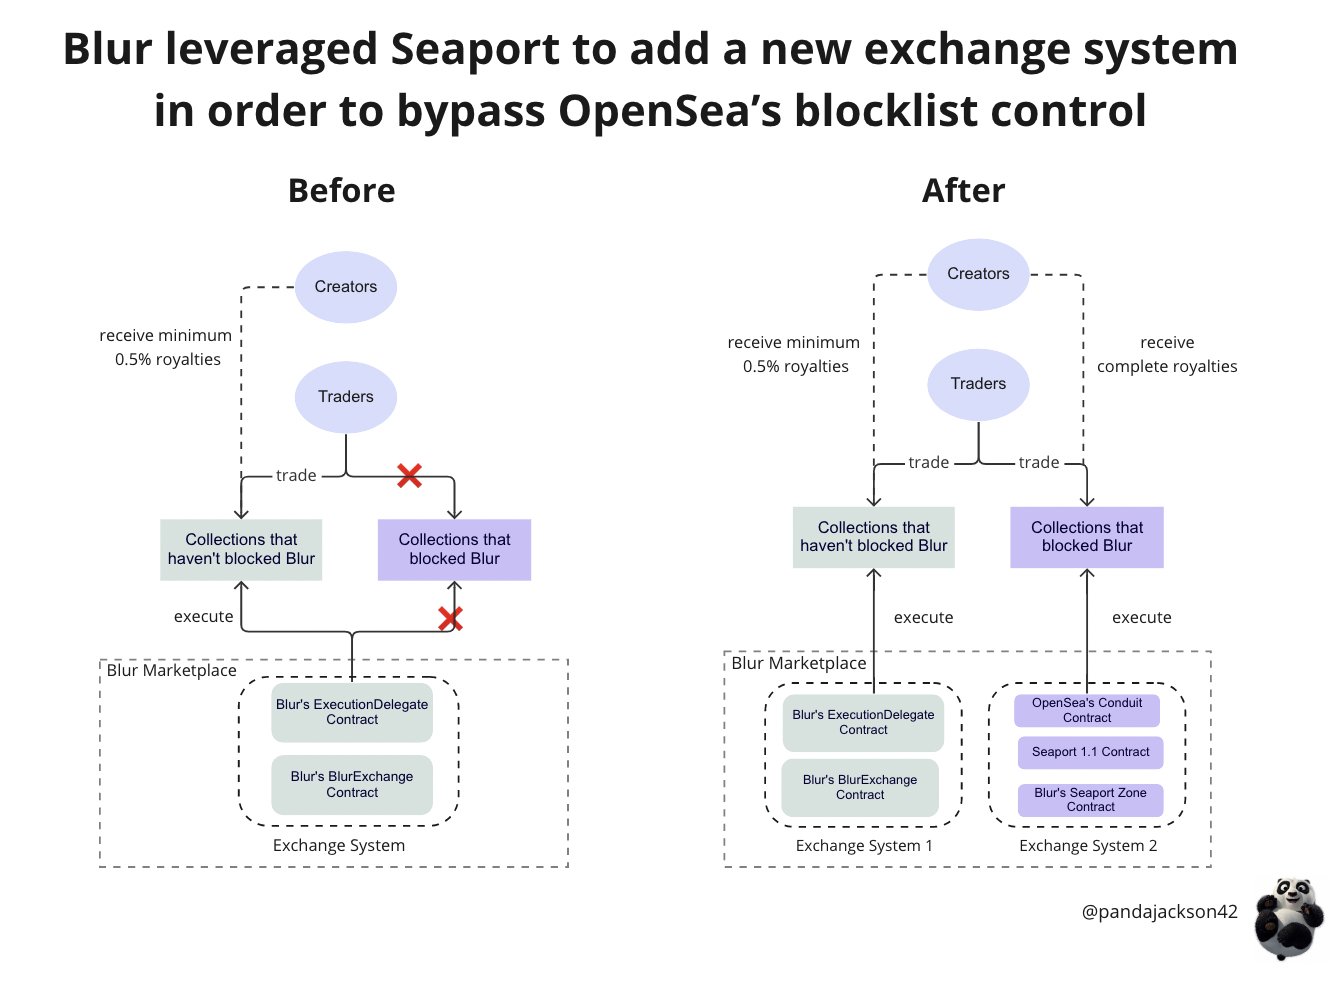 Blur leveraged Seaport to add a new exchange system
in order to bypass OpenSea’s blocklist control
Before
Creators
receive minimum
0.5% royalties
Traders
trade
Collections that
haven't blocked Blur
Collections that
blocked Blur
execute
Blur Marketplace
Blur's ExecutionDelegate
Contract
Blur's BlurExchange
Contract
Exchange System
After
Creators
receive minimum
0.5% royalties
receive
complete royalties
Traders
trade
trade
Collections that
haven't blocked Blur
Collections that
blocked Blur
execute
execute
Blur Marketplace
Blur's ExecutionDelegate
Contract
Blur's BlurExchange
Contract
Exchange System 1
OpenSea's Conduit
Contract
Seaport 1.1 Contract
Blur's Seaport Zone
Contract
Exchange System 2
@pandajackson42